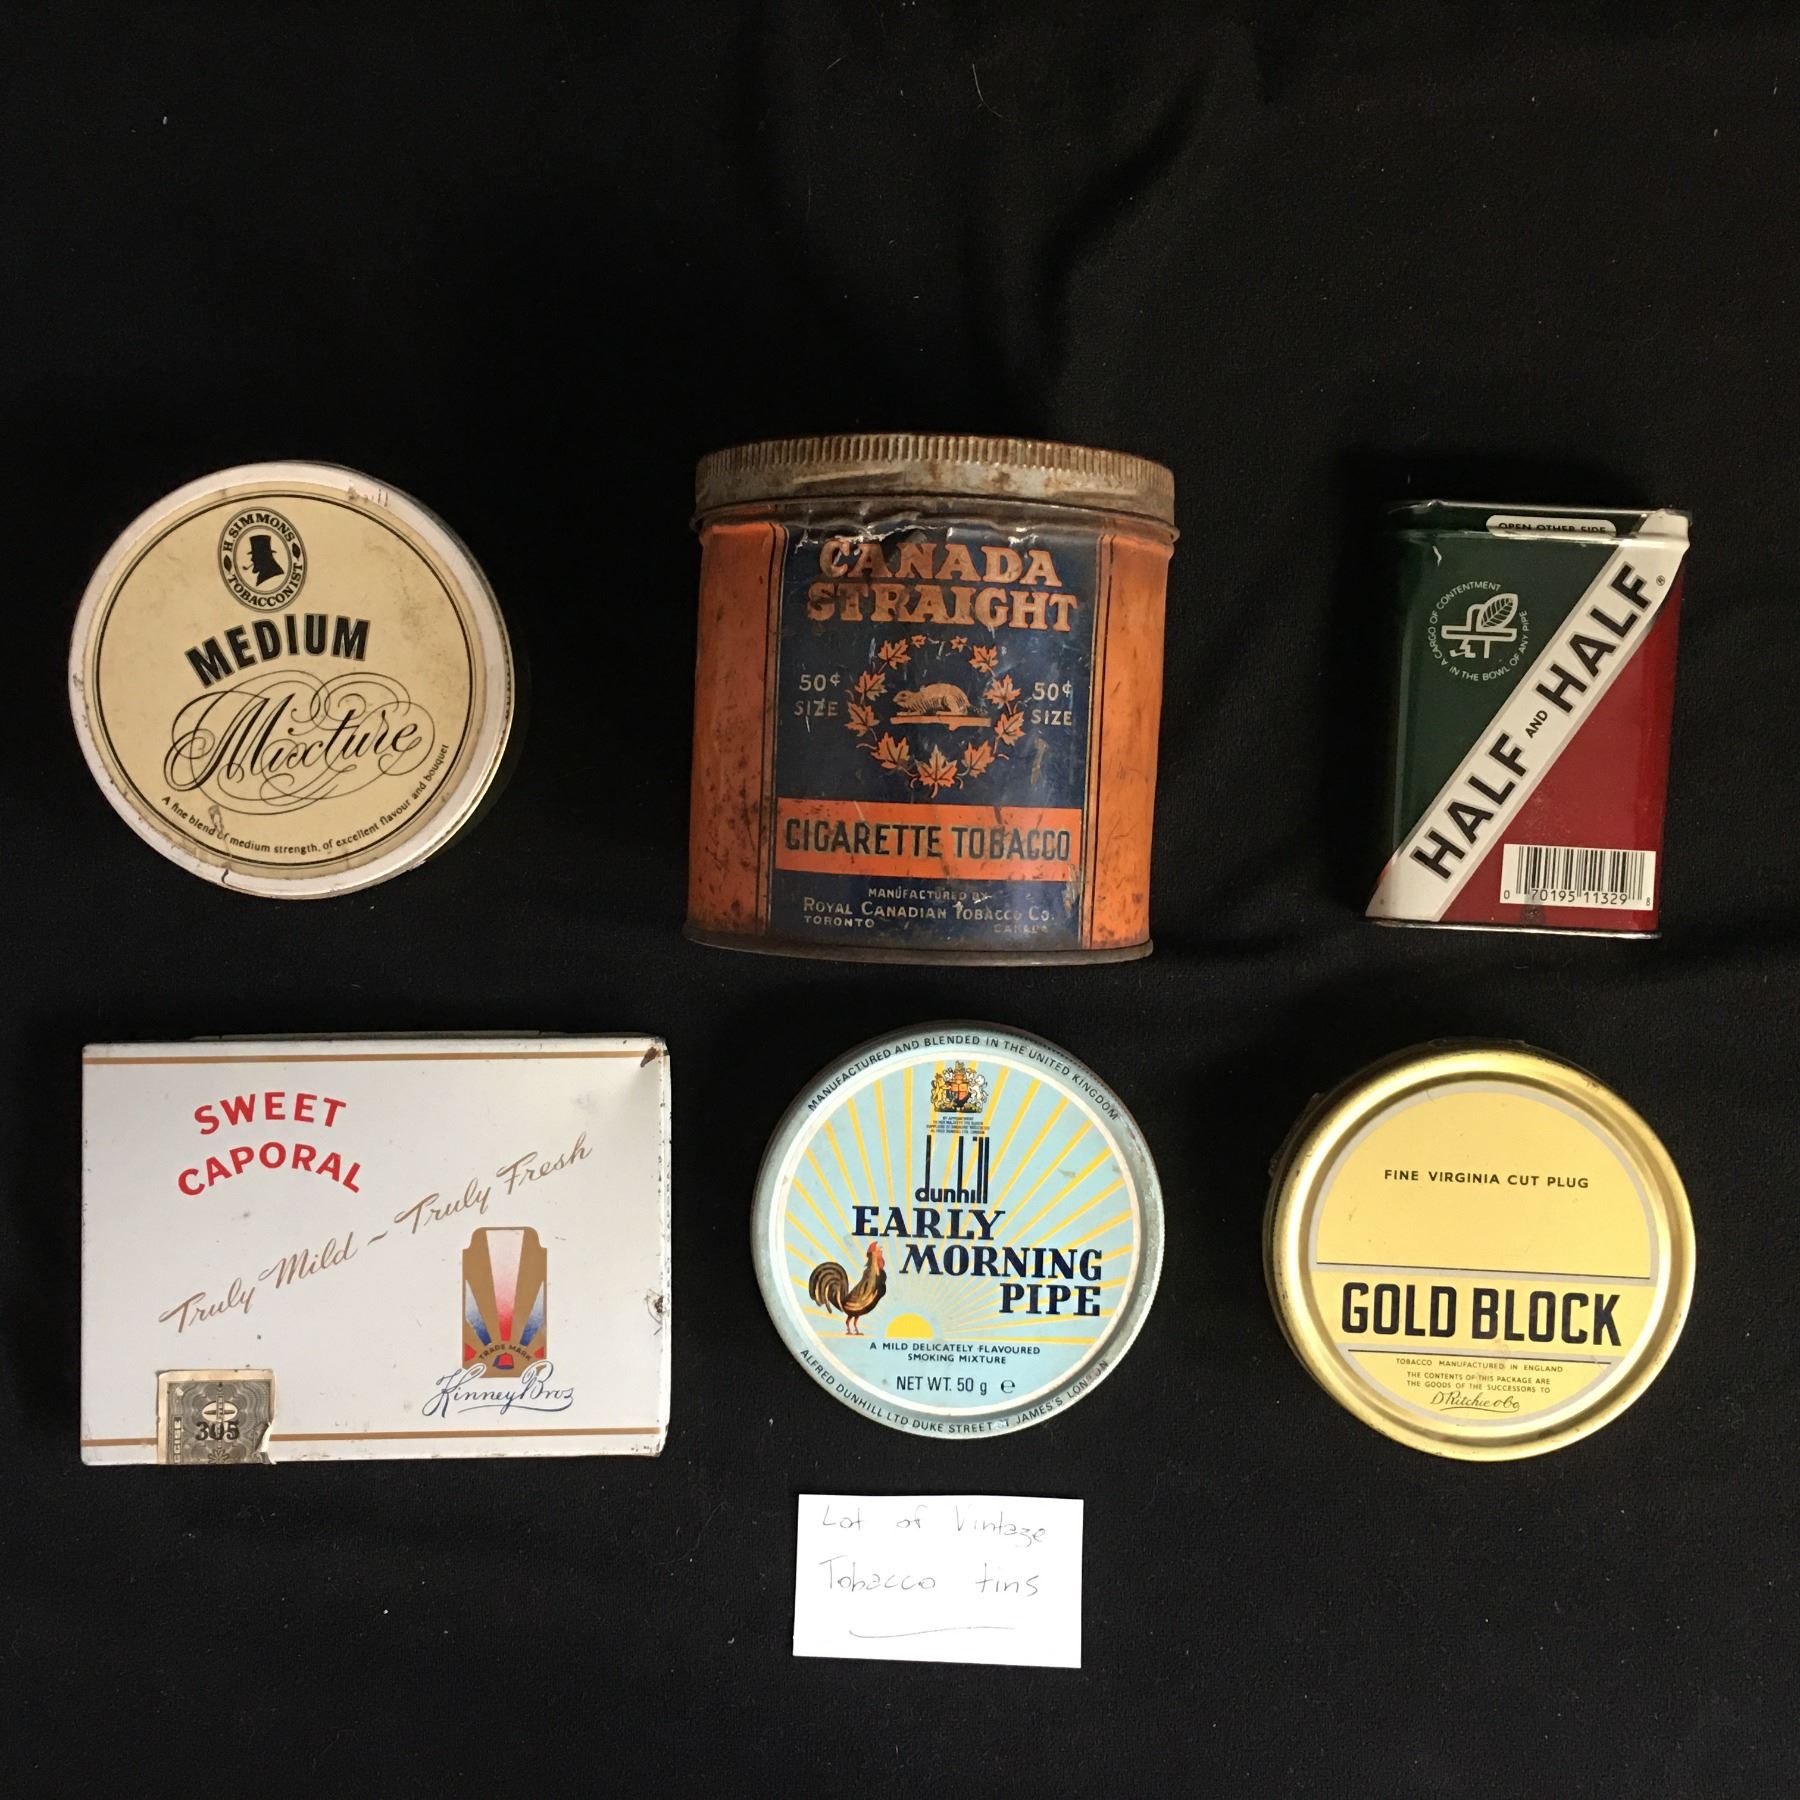 H. SIMMONS
TOBACCONIST
MEDIUM
Mixture
A fine blend of medium strength, of excellent flavour and bouquet
CANADA
STRAIGHT
50¢
SIZE
50¢
SIZE
CIGARETTE TOBACCO
MANUFACTURED BY
ROYAL CANADIAN TOBACCO CO.
TORONTO CANADA
OPEN OTHER SIDE
A CARGO OF CONTENTMENT
IN THE BOWL OF ANY PIPE
HALF AND HALF®
0 70195 11329 8
SWEET
CAPORAL
Truly Mild ~ Truly Fresh
TRADE MARK
Kinney Bros
305
MANUFACTURED AND BLENDED IN THE UNITED KINGDOM
BY APPOINTMENT
dunhill
EARLY
MORNING
PIPE
A MILD DELICATELY FLAVOURED
SMOKING MIXTURE
NET WT. 50 g e
ALFRED DUNHILL LTD DUKE STREET ST JAMES'S LONDON
FINE VIRGINIA CUT PLUG
GOLD BLOCK
TOBACCO MANUFACTURED IN ENGLAND
THE CONTENTS OF THIS PACKAGE ARE
THE GOODS OF THE SUCCESSORS TO
D Ritchie & Co
Lot of Vintage
Tobacco tins